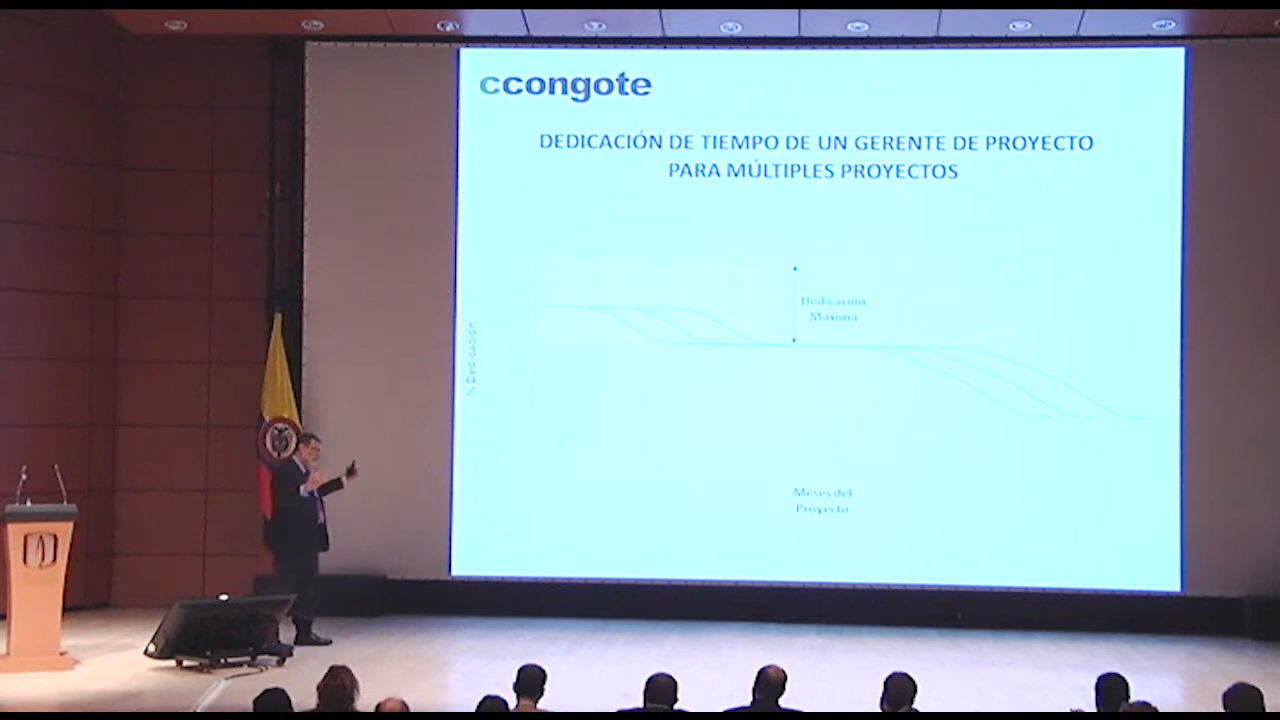 ccongote
DEDICACIÓN DE TIEMPO DE UN GERENTE DE PROYECTO
PARA MÚLTIPLES PROYECTOS
Dedicación
Máxima
% Dedicación
Meses del
Proyecto